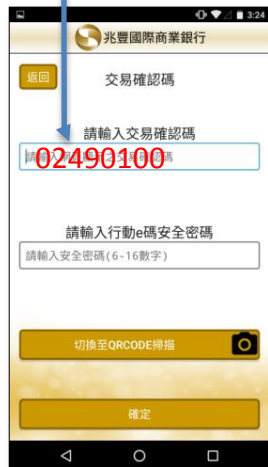 3:24
兆豐國際商業銀行
返回
交易確認碼
請輸入交易確認碼
02490100
請輸入行動e碼安全密碼
請輸入安全密碼(6-16數字)
切換至QRCODE掃描
確定